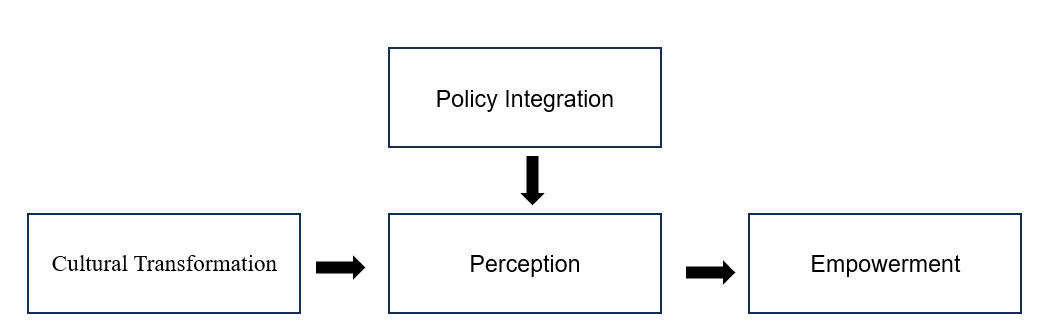 Policy Integration
Cultural Transformation
Perception
Empowerment